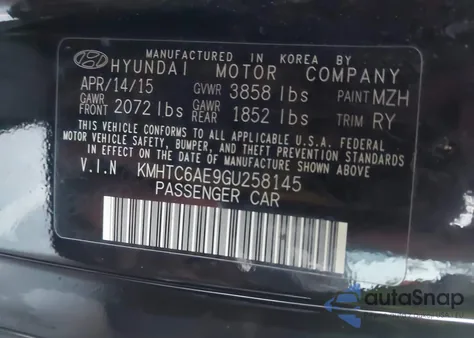 MANUFACTURED IN KOREA BY
HYUNDAI MOTOR COMPANY
APR/14/15 GVWR 3858 lbs PAINT MZH
GAWR FRONT 2072 lbs GAWR REAR 1852 lbs TRIM RY
THIS VEHICLE CONFORMS TO ALL APPLICABLE U.S.A. FEDERAL
MOTOR VEHICLE SAFETY, BUMPER, AND THEFT PREVENTION STANDARDS
IN EFFECT ON THE DATE OF MANUFACTURE SHOWN ABOVE.
V.I.N KMHTC6AE9GU258145
PASSENGER CAR
autaSnap